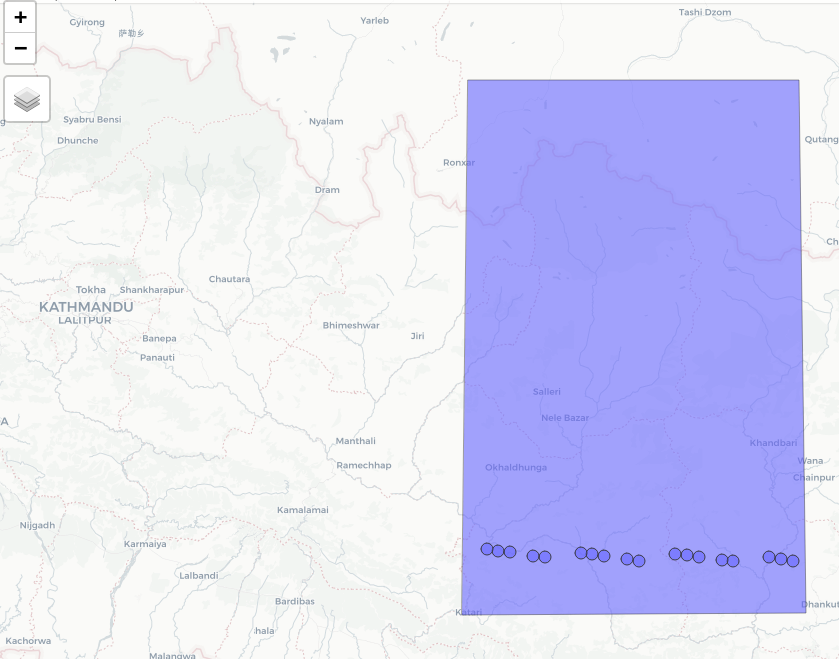 +
−
Gyirong
萨勒乡
Yarleb
Tashi Dzom
Syabru Bensi
Dhunche
Nyalam
Ronxar
Qutang
Dram
Ch
Chautara
Tokha
Shankharapur
KATHMANDU
LALITPUR
Bhimeshwar
Jiri
Banepa
Panauti
Salleri
Nele Bazar
A
Manthali
Khandbari
Ramechhap
Okhaldhunga
Wana
Chainpur
Kamalamai
Nijgadh
Karmaiya
Lalbandi
Bardibas
Katari
Dhankut
hala
Kachorwa
Malangwa